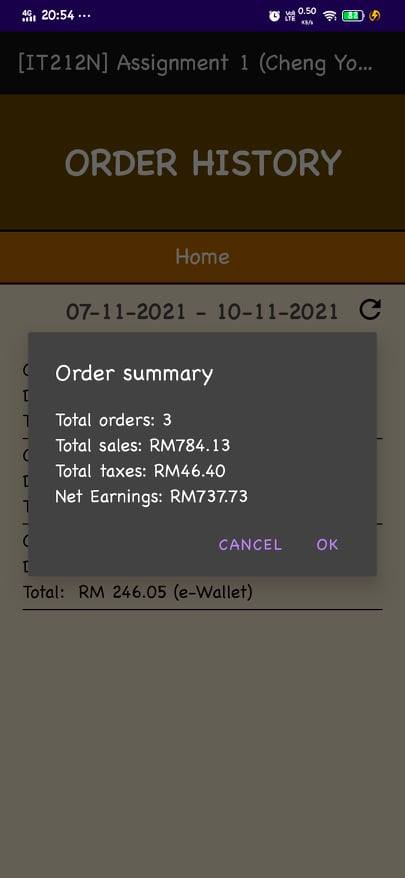 4G 20:54 ... Vo) LTE 0.50 KB/s 82
[IT212N] Assignment 1 (Cheng Yo...
ORDER HISTORY
Home
07-11-2021 - 10-11-2021
Order summary
Total orders: 3
Total sales: RM784.13
Total taxes: RM46.40
Net Earnings: RM737.73
CANCEL OK
Total: RM 246.05 (e-Wallet)